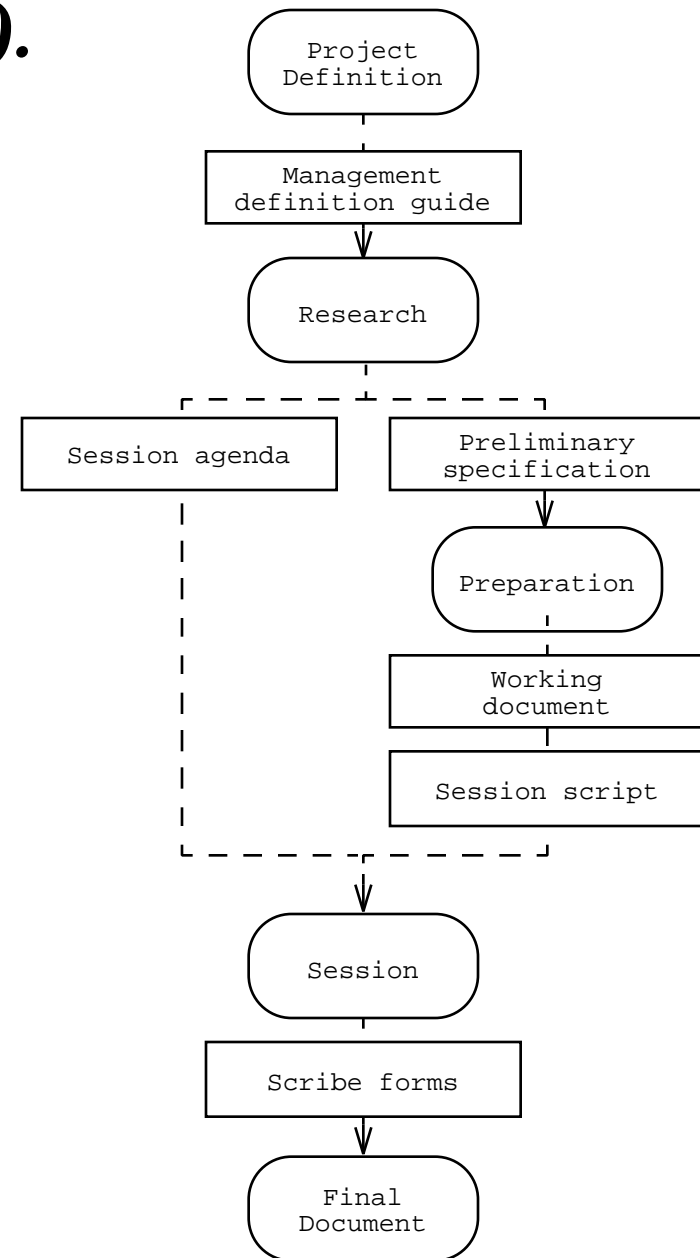 ).
Project
Definition
Management
definition guide
Research
Session agenda
Preliminary
specification
Preparation
Working
document
Session script
Session
Scribe forms
Final
Document